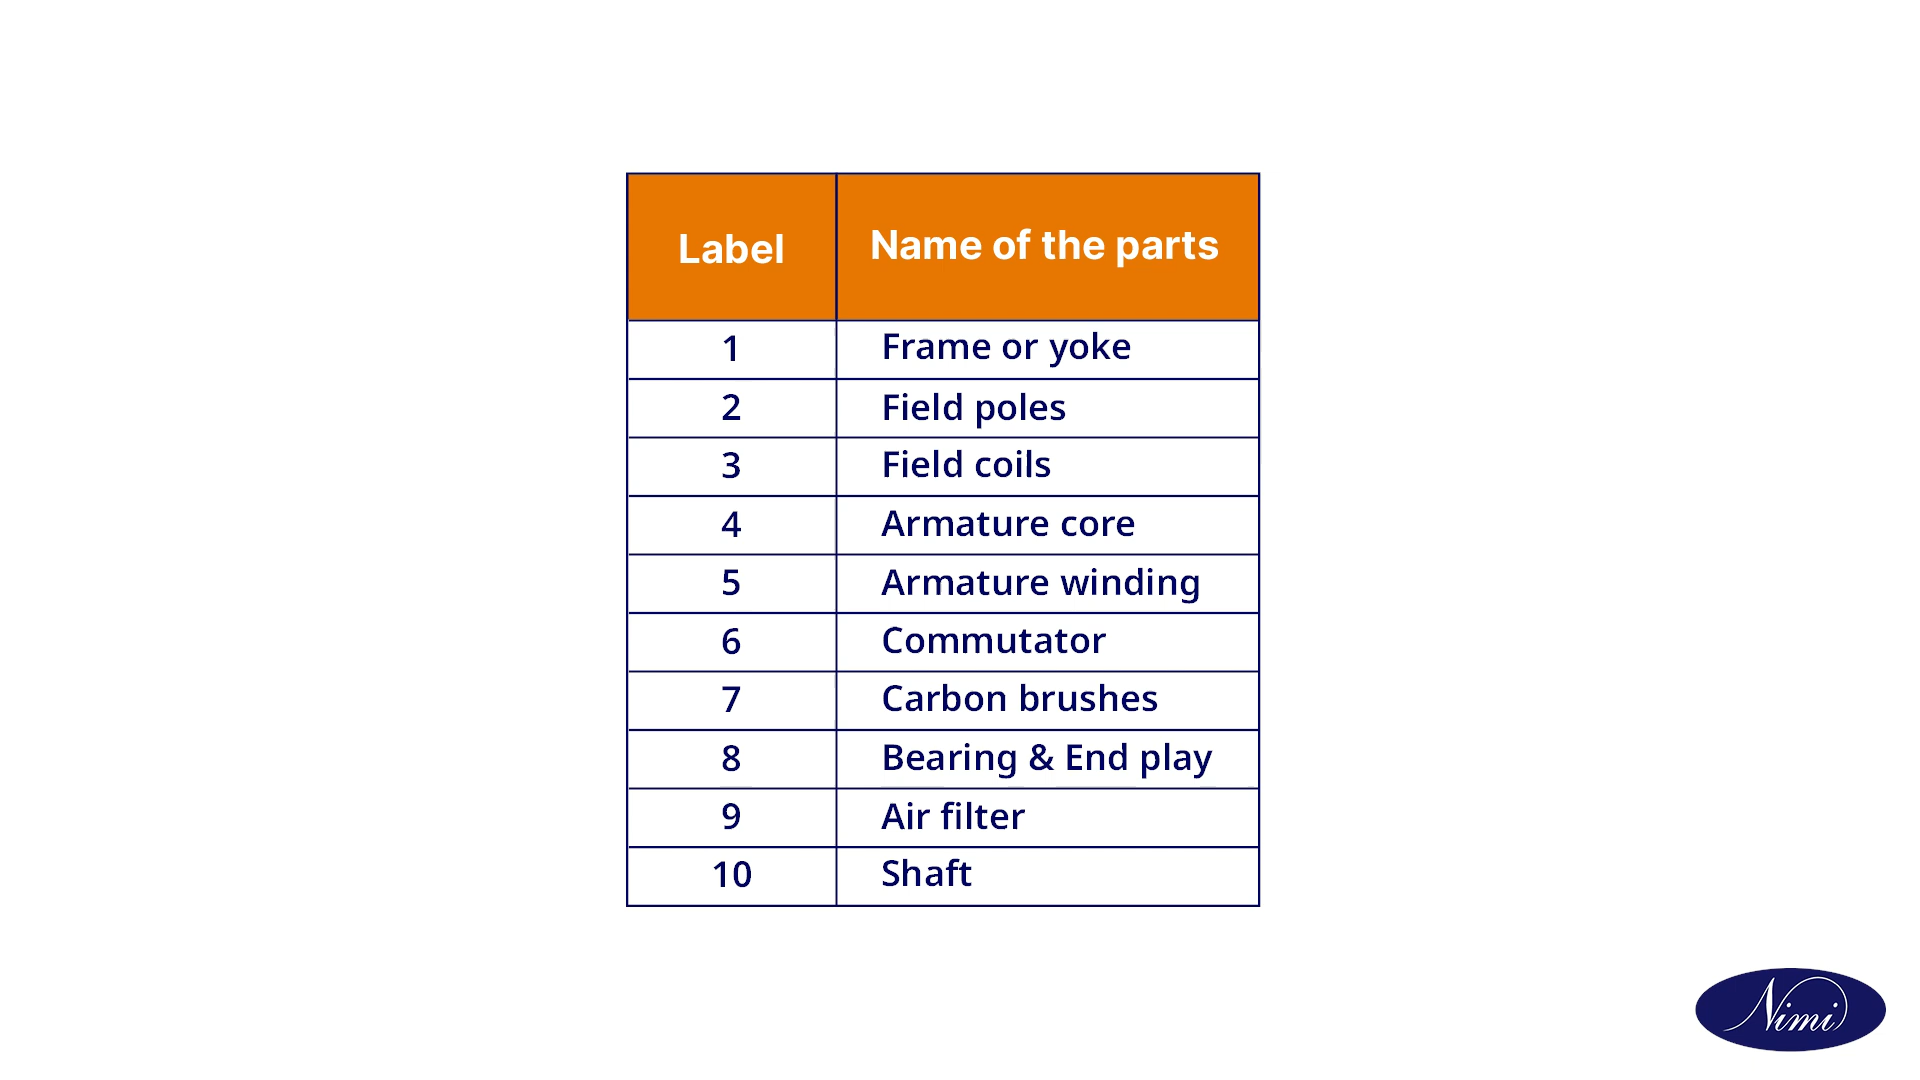 Label Name of the parts
1 Frame or yoke
2 Field poles
3 Field coils
4 Armature core
5 Armature winding
6 Commutator
7 Carbon brushes
8 Bearing & End play
9 Air filter
10 Shaft
Nimi